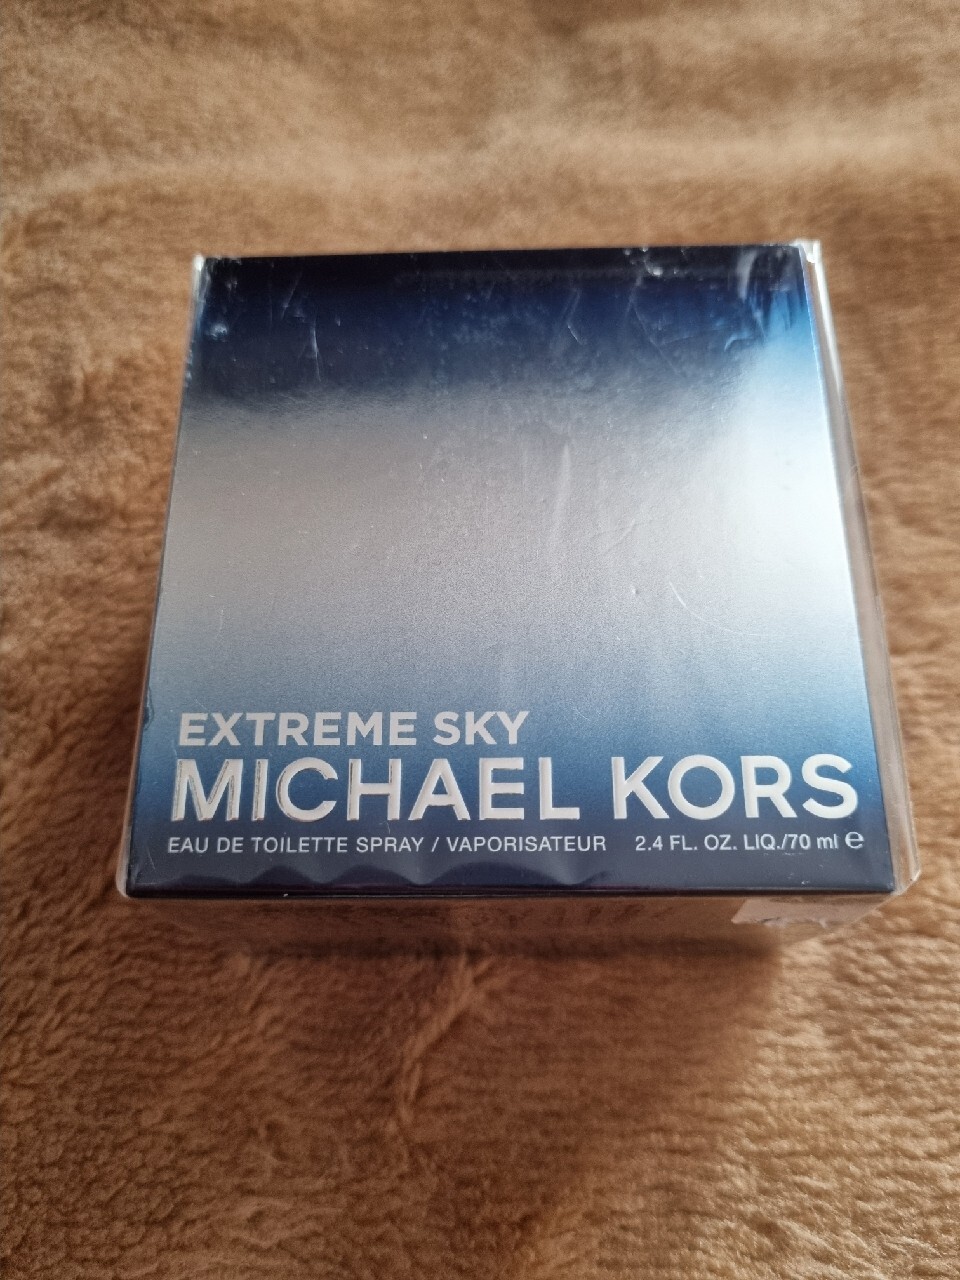 EXTREME SKY
MICHAEL KORS
EAU DE TOILETTE SPRAY / VAPORISATEUR 2.4 FL. OZ. LIQ./70 ml ℮